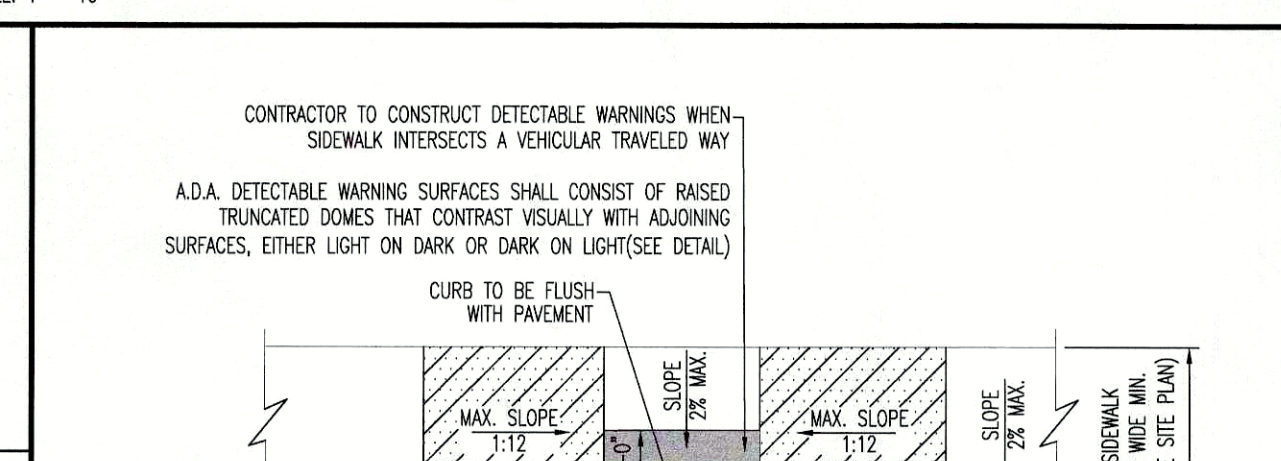 CONTRACTOR TO CONSTRUCT DETECTABLE WARNINGS WHEN
SIDEWALK INTERSECTS A VEHICULAR TRAVELED WAY
A.D.A. DETECTABLE WARNING SURFACES SHALL CONSIST OF RAISED
TRUNCATED DOMES THAT CONTRAST VISUALLY WITH ADJOINING
SURFACES, EITHER LIGHT ON DARK OR DARK ON LIGHT(SEE DETAIL)
CURB TO BE FLUSH
WITH PAVEMENT
MAX. SLOPE
1:12
SLOPE
2% MAX.
MAX. SLOPE
1:12
SLOPE
2% MAX.
SIDEWALK
WIDE MIN.
SITE PLAN)